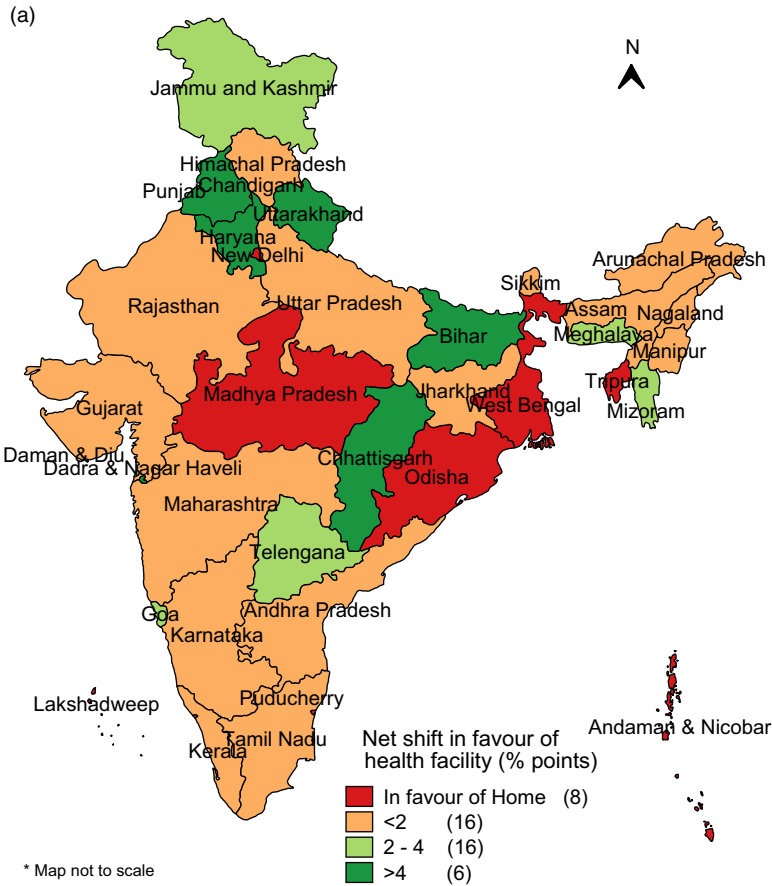 (a)
N
Jammu and Kashmir
Himachal Pradesh
Chandigarh
Punjab
Uttarakhand
Haryana
New Delhi
Arunachal Pradesh
Sikkim
Rajasthan
Uttar Pradesh
Assam
Nagaland
Bihar
Meghalaya
Manipur
Madhya Pradesh
Jharkhand
Tripura
West Bengal
Mizoram
Gujarat
Daman & Diu
Dadra & Nagar Haveli
Chhattisgarh
Odisha
Maharashtra
Telengana
Goa
Andhra Pradesh
Karnataka
Lakshadweep
Puducherry
Andaman & Nicobar
Kerala
Tamil Nadu
Net shift in favour of
health facility (% points)
In favour of Home (8)
<2 (16)
2 - 4 (16)
>4 (6)
* Map not to scale